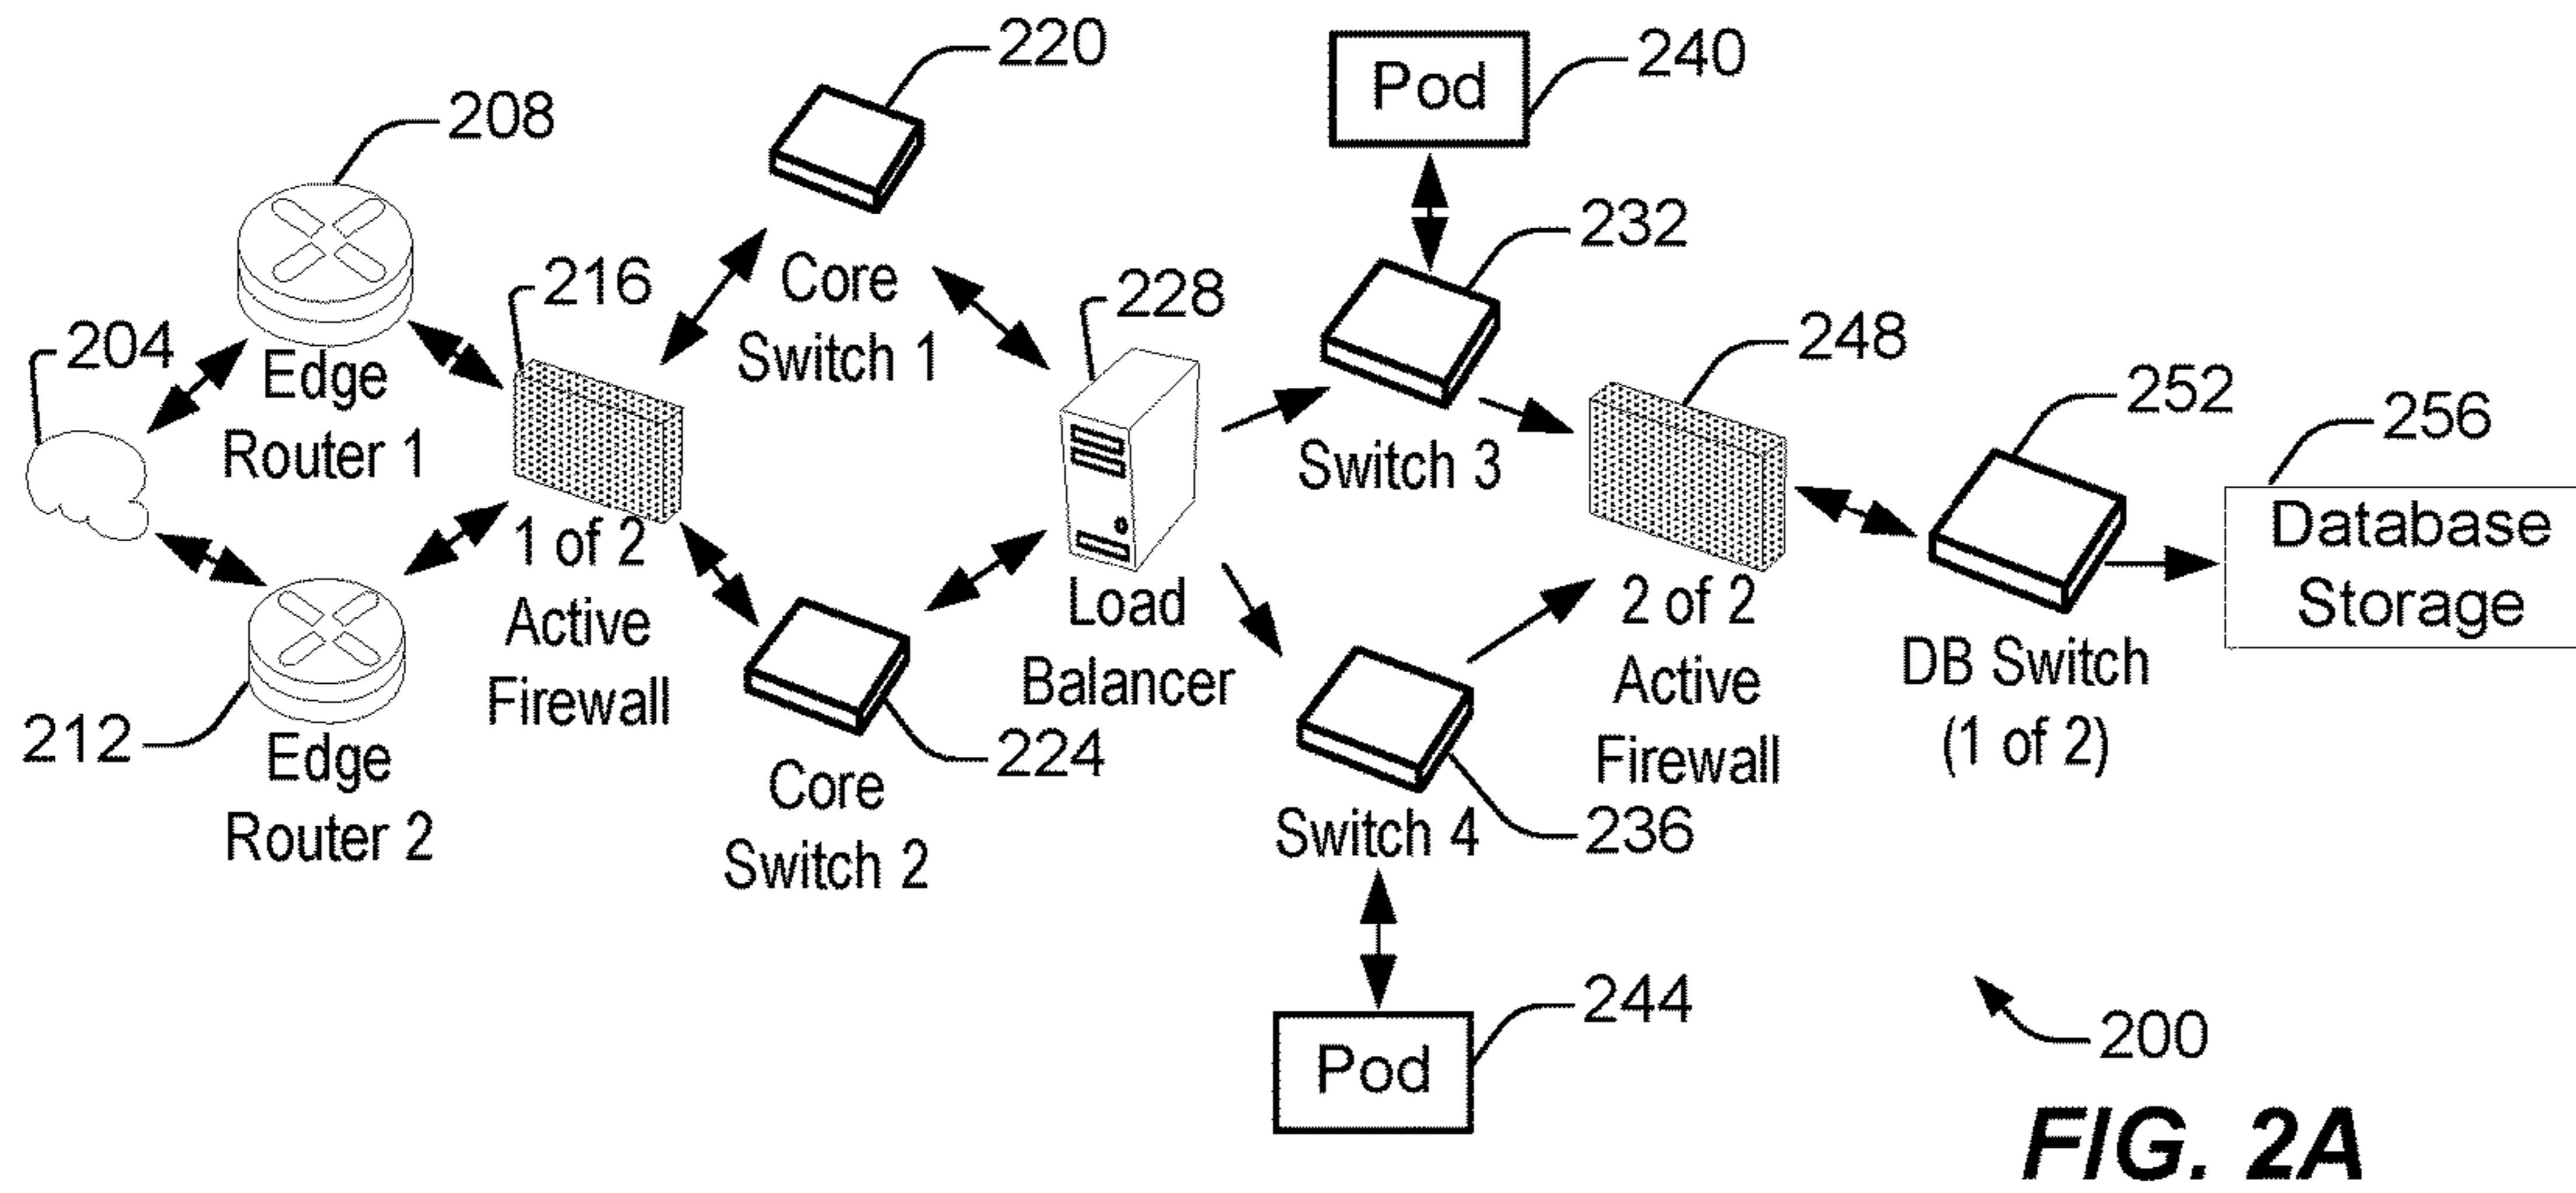 220
Pod
240
208
232
216
Core
Switch 1
228
204
Edge
Router 1
248
252
256
Switch 3
Database
Storage
1 of 2
Active
Firewall
Load
Balancer
2 of 2
Active
Firewall
DB Switch
(1 of 2)
212
Edge
Router 2
224
Core
Switch 2
Switch 4
236
244
Pod
200
FIG. 2A